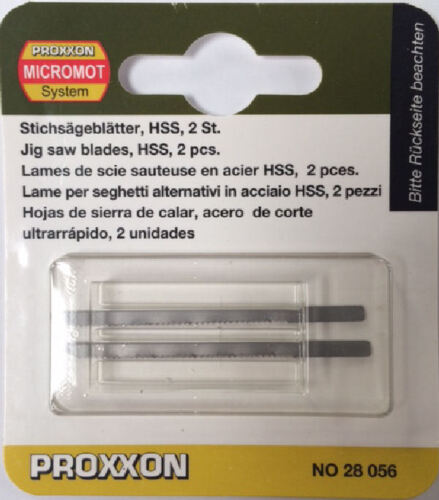 PROXXON
MICROMOT
System
Bitte Rückseite beachten
Stichsägeblätter, HSS, 2 St.
Jig saw blades, HSS, 2 pcs.
Lames de scie sauteuse en acier HSS, 2 pces.
Lame per seghetti alternativi in acciaio HSS, 2 pezzi
Hojas de sierra de calar, acero de corte
ultrarrápido, 2 unidades
PROXXON
NO 28 056